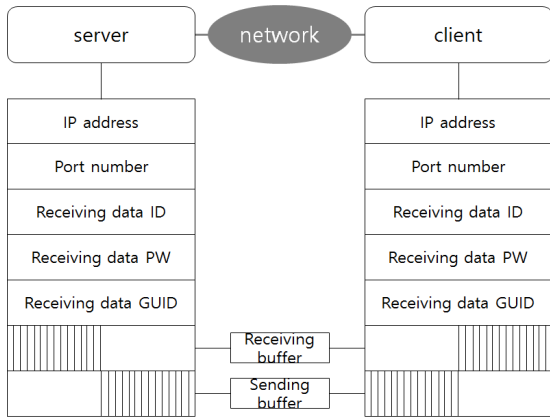 server
network
client
IP address
Port number
Receiving data ID
Receiving data PW
Receiving data GUID
IP address
Port number
Receiving data ID
Receiving data PW
Receiving data GUID
Receiving
buffer
Sending
buffer